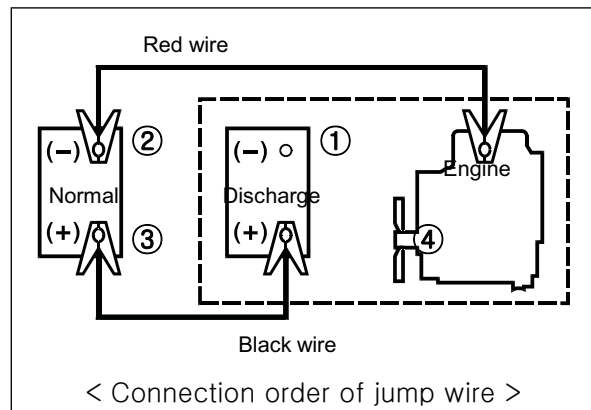 Red wire
(-) ② (-) ①
Engine
Normal Discharge
(+) ③ (+) ④
Black wire
< Connection order of jump wire >